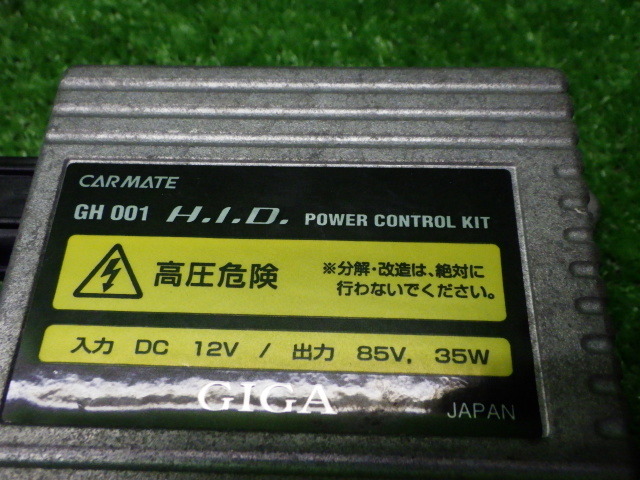 CARMATE
GH 001 H.I.D. POWER CONTROL KIT
高圧危険
※分解・改造は、絶対に
行わないでください。
入力 DC 12V / 出力 85V, 35W
GIGA
JAPAN